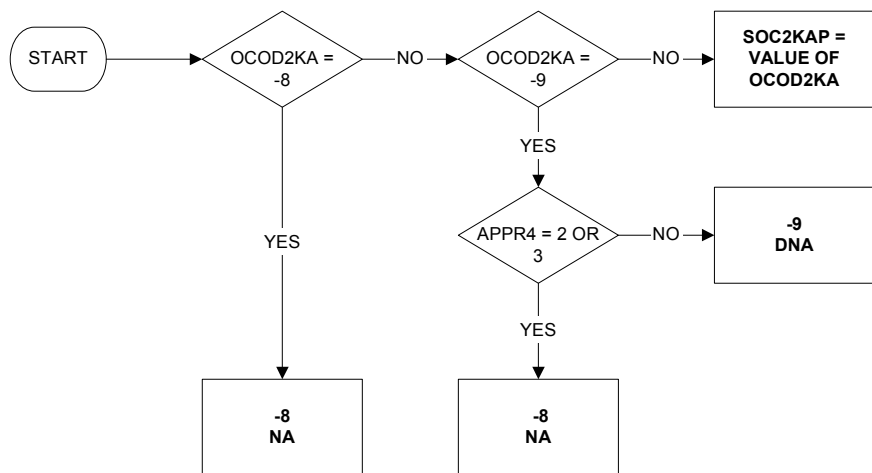 START
OCOD2KA =
-8
NO
OCOD2KA =
-9
NO
SOC2KAP =
VALUE OF
OCOD2KA
YES
YES
APPR4 = 2 OR
3
NO
-9
DNA
YES
-8
NA
-8
NA